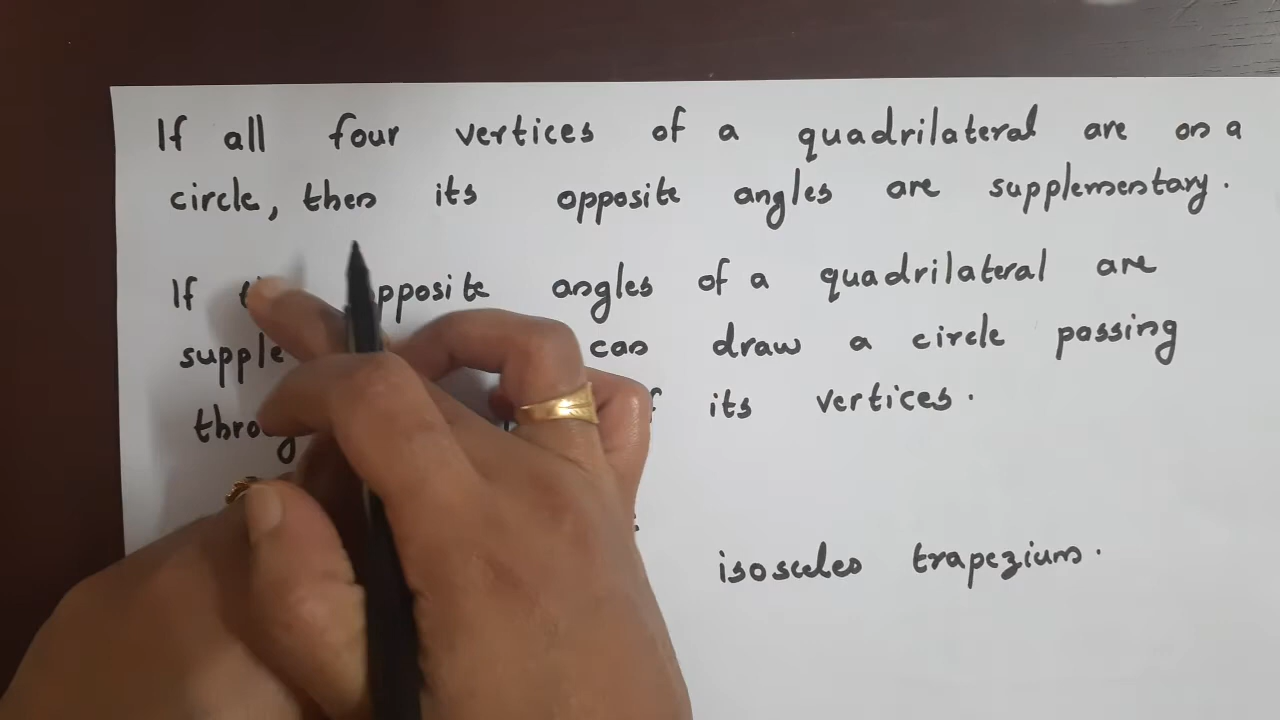 If all four vertices of a quadrilateral are on a
circle, then its opposite angles are supplementary.
If opposite angles of a quadrilateral are
can draw a circle passing
its vertices.
isosceles trapezium.